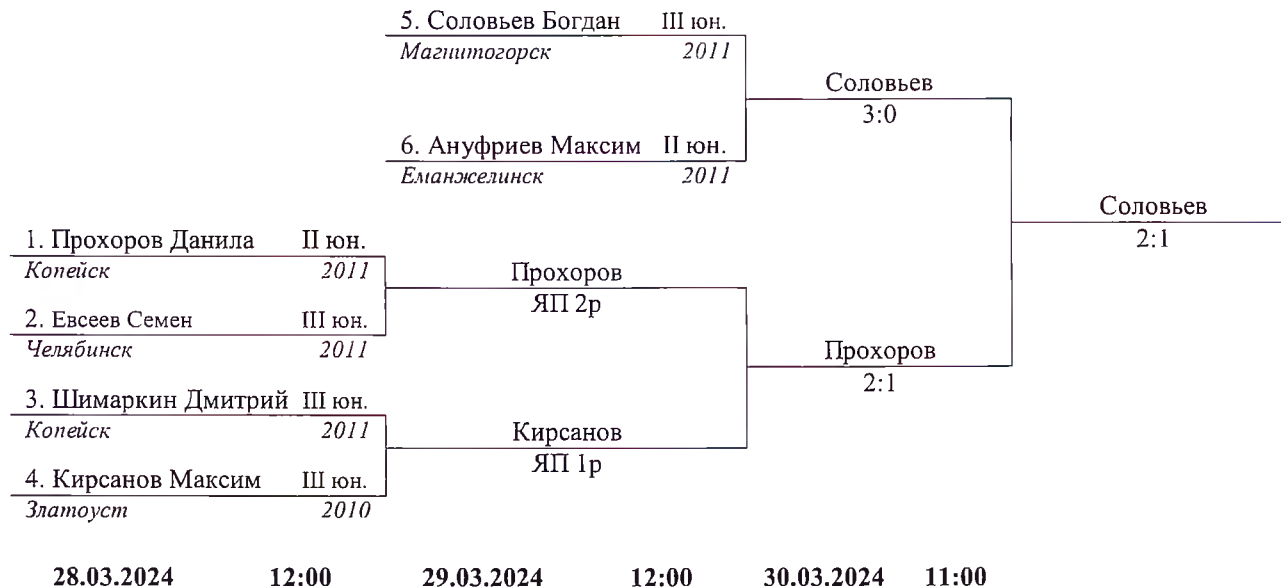 5. Соловьев Богдан III юн.
Магнитогорск 2011
Соловьев
3:0
6. Ануфриев Максим II юн.
Еманжелинск 2011
Соловьев
2:1
1. Прохоров Данила II юн.
Копейск 2011
Прохоров
ЯП 2р
2. Евсеев Семен III юн.
Челябинск 2011
Прохоров
2:1
3. Шимаркин Дмитрий III юн.
Копейск 2011
Кирсанов
ЯП 1р
4. Кирсанов Максим III юн.
Златоуст 2010
28.03.2024 12:00 29.03.2024 12:00 30.03.2024 11:00